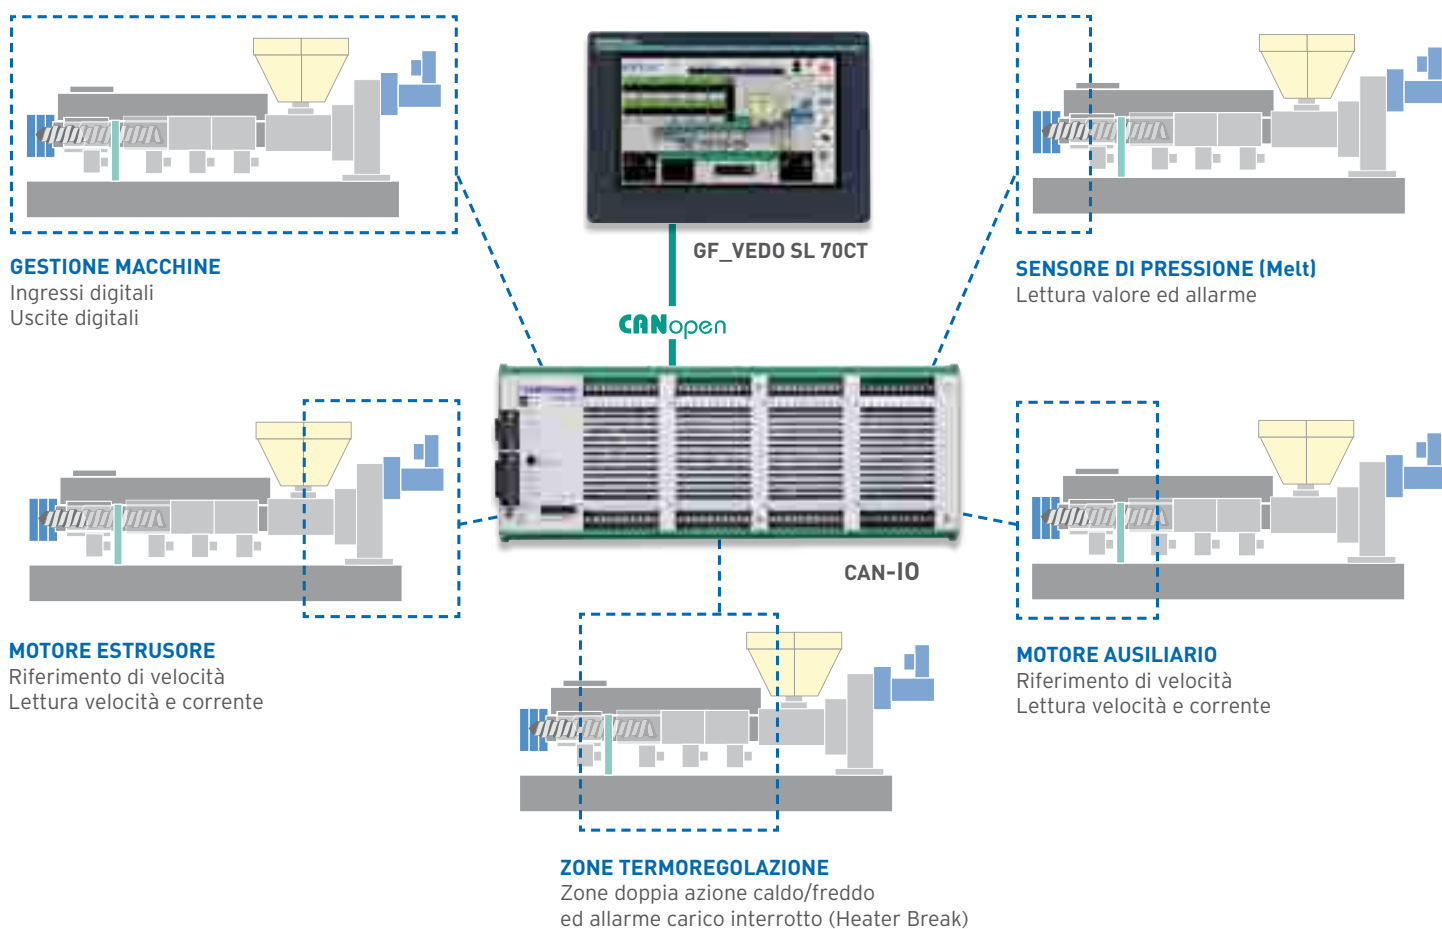 GF_VEDO SL 70CT
GESTIONE MACCHINE
Ingressi digitali
Uscite digitali
SENSORE DI PRESSIONE (Melt)
Lettura valore ed allarme
CANopen
CAN-IO
MOTORE ESTRUSORE
Riferimento di velocità
Lettura velocità e corrente
MOTORE AUSILIARIO
Riferimento di velocità
Lettura velocità e corrente
ZONE TERMOREGOLAZIONE
Zone doppia azione caldo/freddo
ed allarme carico interrotto (Heater Break)